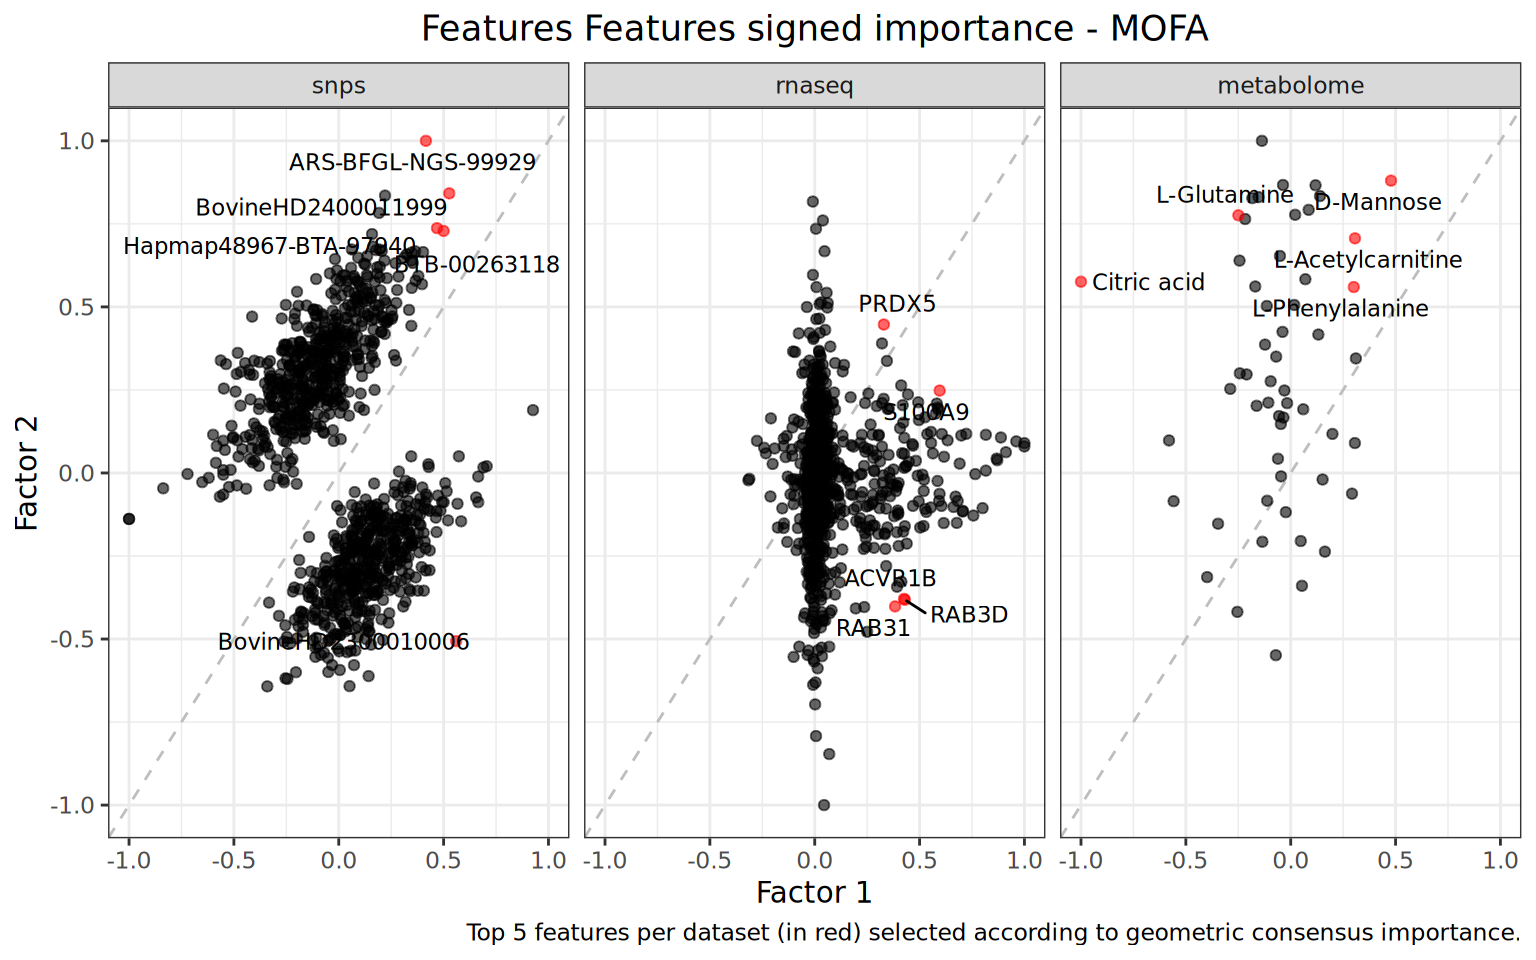 Features Features signed importance - MOFA
snps
rnaseq
metabolome
Factor 2
1.0
0.5
0.0
-0.5
-1.0
ARS-BFGL-NGS-99929
BovineHD2400011999
Hapmap48967-BTA-97940
BTB-00263118
BovineHD2300010006
PRDX5
S100A9
ACVR1B
RAB3D
RAB31
L-Glutamine
D-Mannose
L-Acetylcarnitine
Citric acid
L-Phenylalanine
-1.0 -0.5 0.0 0.5 1.0
-1.0 -0.5 0.0 0.5 1.0
-1.0 -0.5 0.0 0.5 1.0
Factor 1
Top 5 features per dataset (in red) selected according to geometric consensus importance.